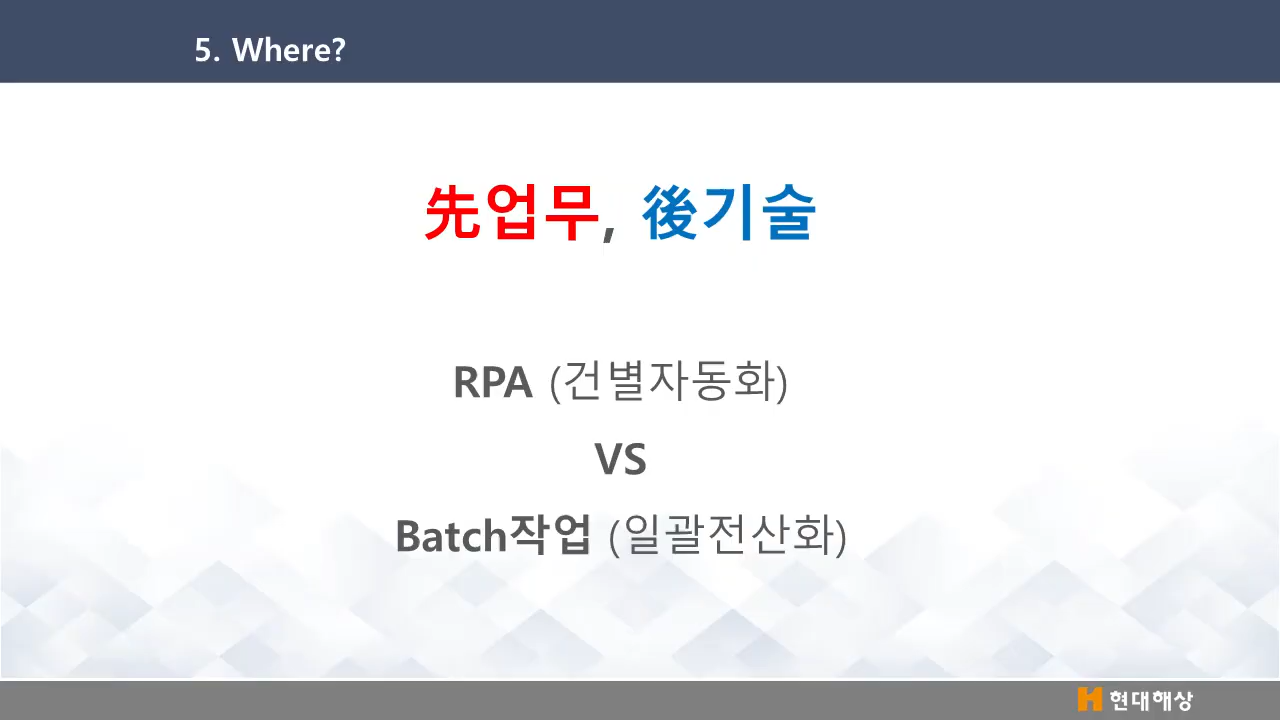 5. Where?
先업무, 後기술
RPA (건별자동화)
VS
Batch작업 (일괄전산화)
현대해상